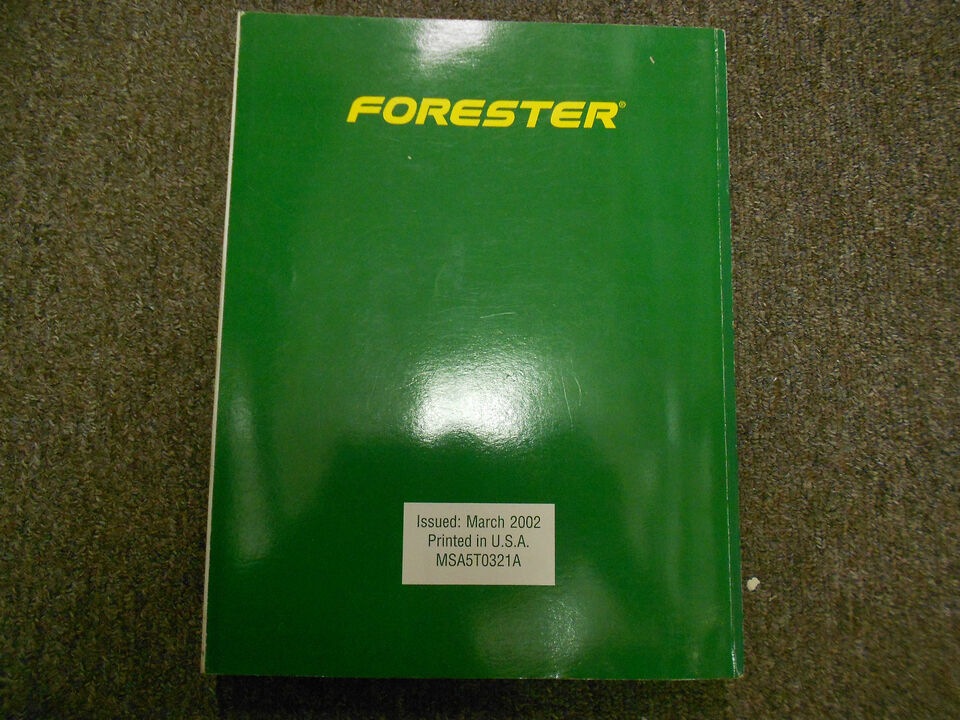 FORESTER®
Issued: March 2002
Printed in U.S.A.
MSA5T0321A